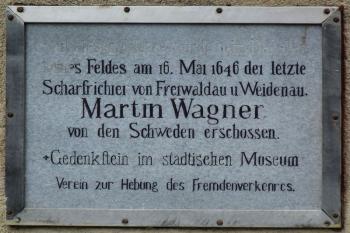 es Feldes am 16. Mai 1646 der letzte
Scharfrichter von Freiwaldau u Weidenau.
Martin Wagner
von den Schweden erschossen.
+Gedenkstein im städtischen Museum
Verein zur Hebung des Fremdenverkehres.